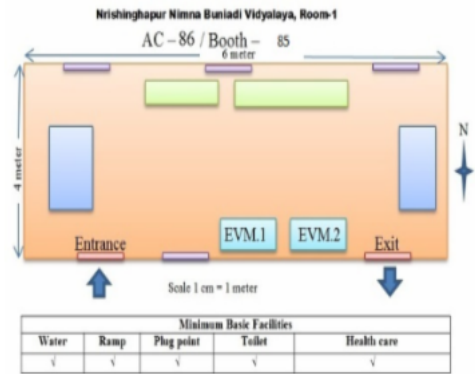 Nrishinghapur Nimna Buniadi Vidyalaya, Room-1
AC – 86 / Booth – 85
6 meter
4 meter
N
EVM.1 EVM.2
Entrance Exit
Scale 1 cm = 1 meter
Minimum Basic Facilities
Water Ramp Plug point Toilet Health care
√ √ √ √ √